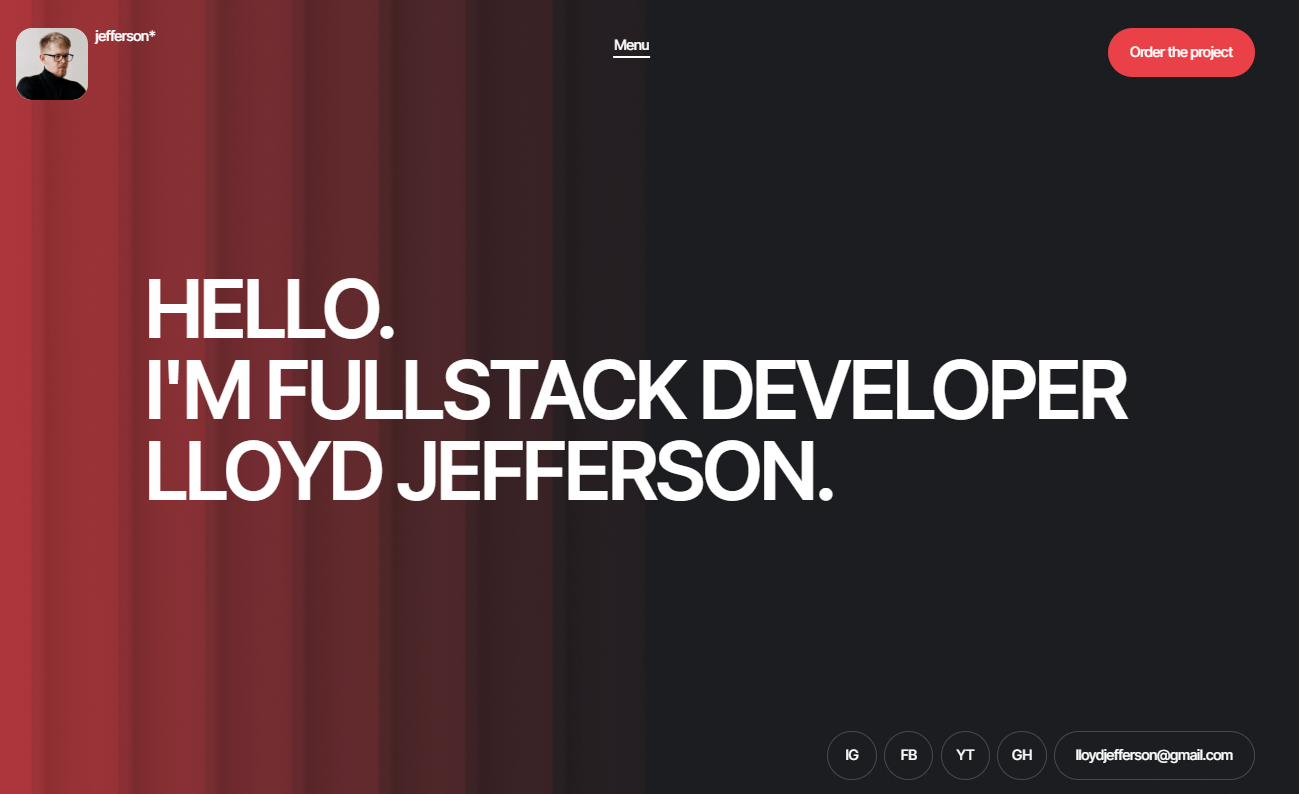 jefferson*
Menu
Order the project
HELLO.
I'M FULLSTACK DEVELOPER
LLOYD JEFFERSON.
IG
FB
YT
GH
lloydjefferson@gmail.com